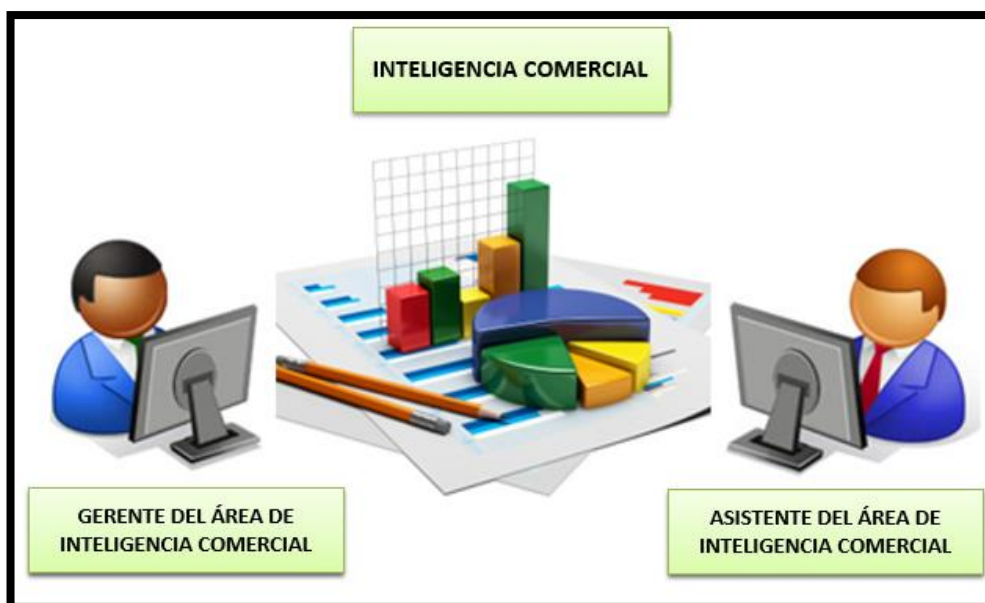 INTELIGENCIA COMERCIAL
GERENTE DEL ÁREA DE
INTELIGENCIA COMERCIAL
ASISTENTE DEL ÁREA DE
INTELIGENCIA COMERCIAL